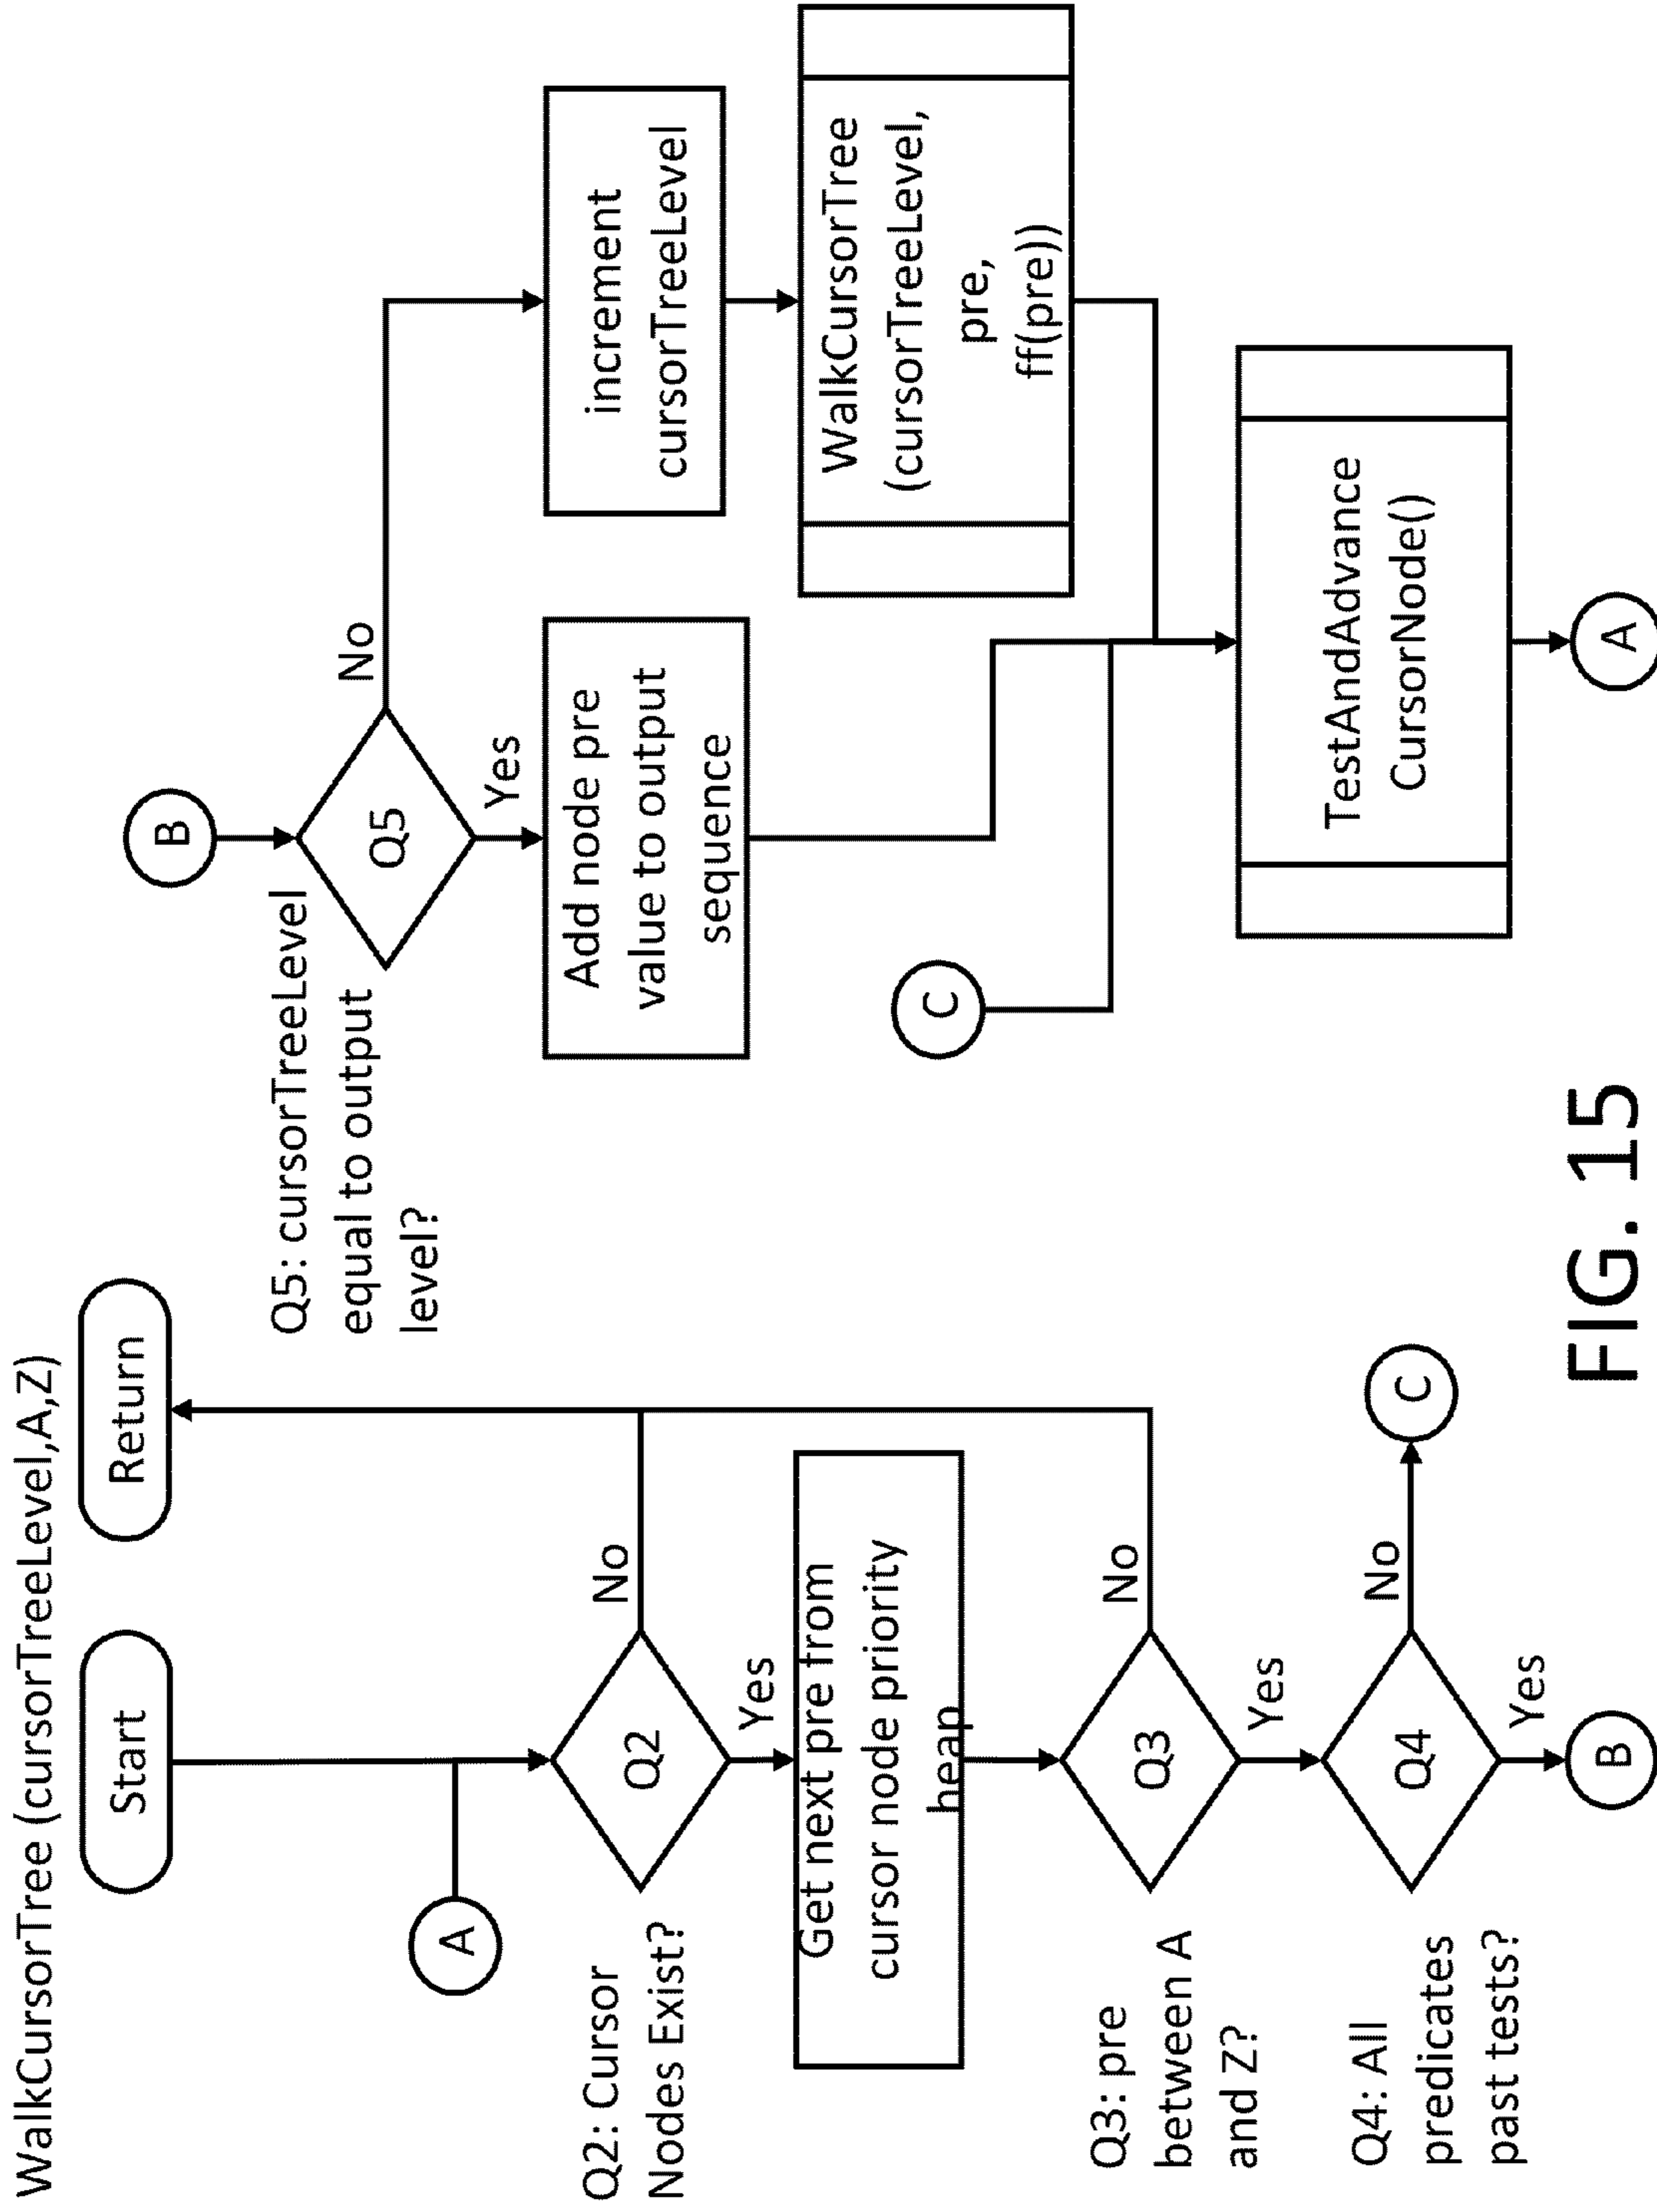 WalkCursorTree (cursorTreeLevel,A,Z)
Start
Return
A
Q2: Cursor
Nodes Exist?
Q2
No
Yes
Get next pre from
cursor node priority
heap
Q3: pre
between A
and Z?
Q3
No
Yes
Q4: All
predicates
past tests?
Q4
No
C
Yes
B
B
Q5: cursorTreeLevel
equal to output
level?
Q5
No
Yes
Add node pre
value to output
sequence
increment
cursorTreeLevel
WalkCursorTree
(cursorTreeLevel,
pre,
ff(pre))
C
TestAndAdvance
CursorNode()
A
FIG. 15